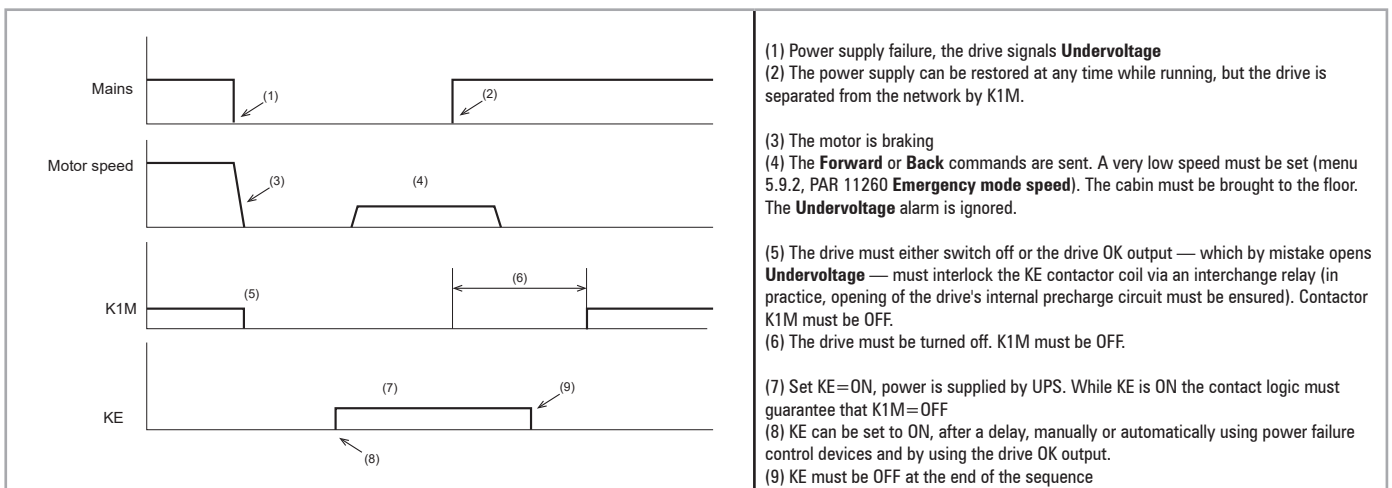 Mains
(1)
(2)
Motor speed
(3)
(4)
K1M
(5)
(6)
KE
(7)
(9)
(8)
(1) Power supply failure, the drive signals Undervoltage
(2) The power supply can be restored at any time while running, but the drive is
separated from the network by K1M.
(3) The motor is braking
(4) The Forward or Back commands are sent. A very low speed must be set (menu
5.9.2, PAR 11260 Emergency mode speed). The cabin must be brought to the floor.
The Undervoltage alarm is ignored.
(5) The drive must either switch off or the drive OK output — which by mistake opens
Undervoltage — must interlock the KE contactor coil via an interchange relay (in
practice, opening of the drive's internal precharge circuit must be ensured). Contactor
K1M must be OFF.
(6) The drive must be turned off. K1M must be OFF.
(7) Set KE=ON, power is supplied by UPS. While KE is ON the contact logic must
guarantee that K1M=OFF
(8) KE can be set to ON, after a delay, manually or automatically using power failure
control devices and by using the drive OK output.
(9) KE must be OFF at the end of the sequence